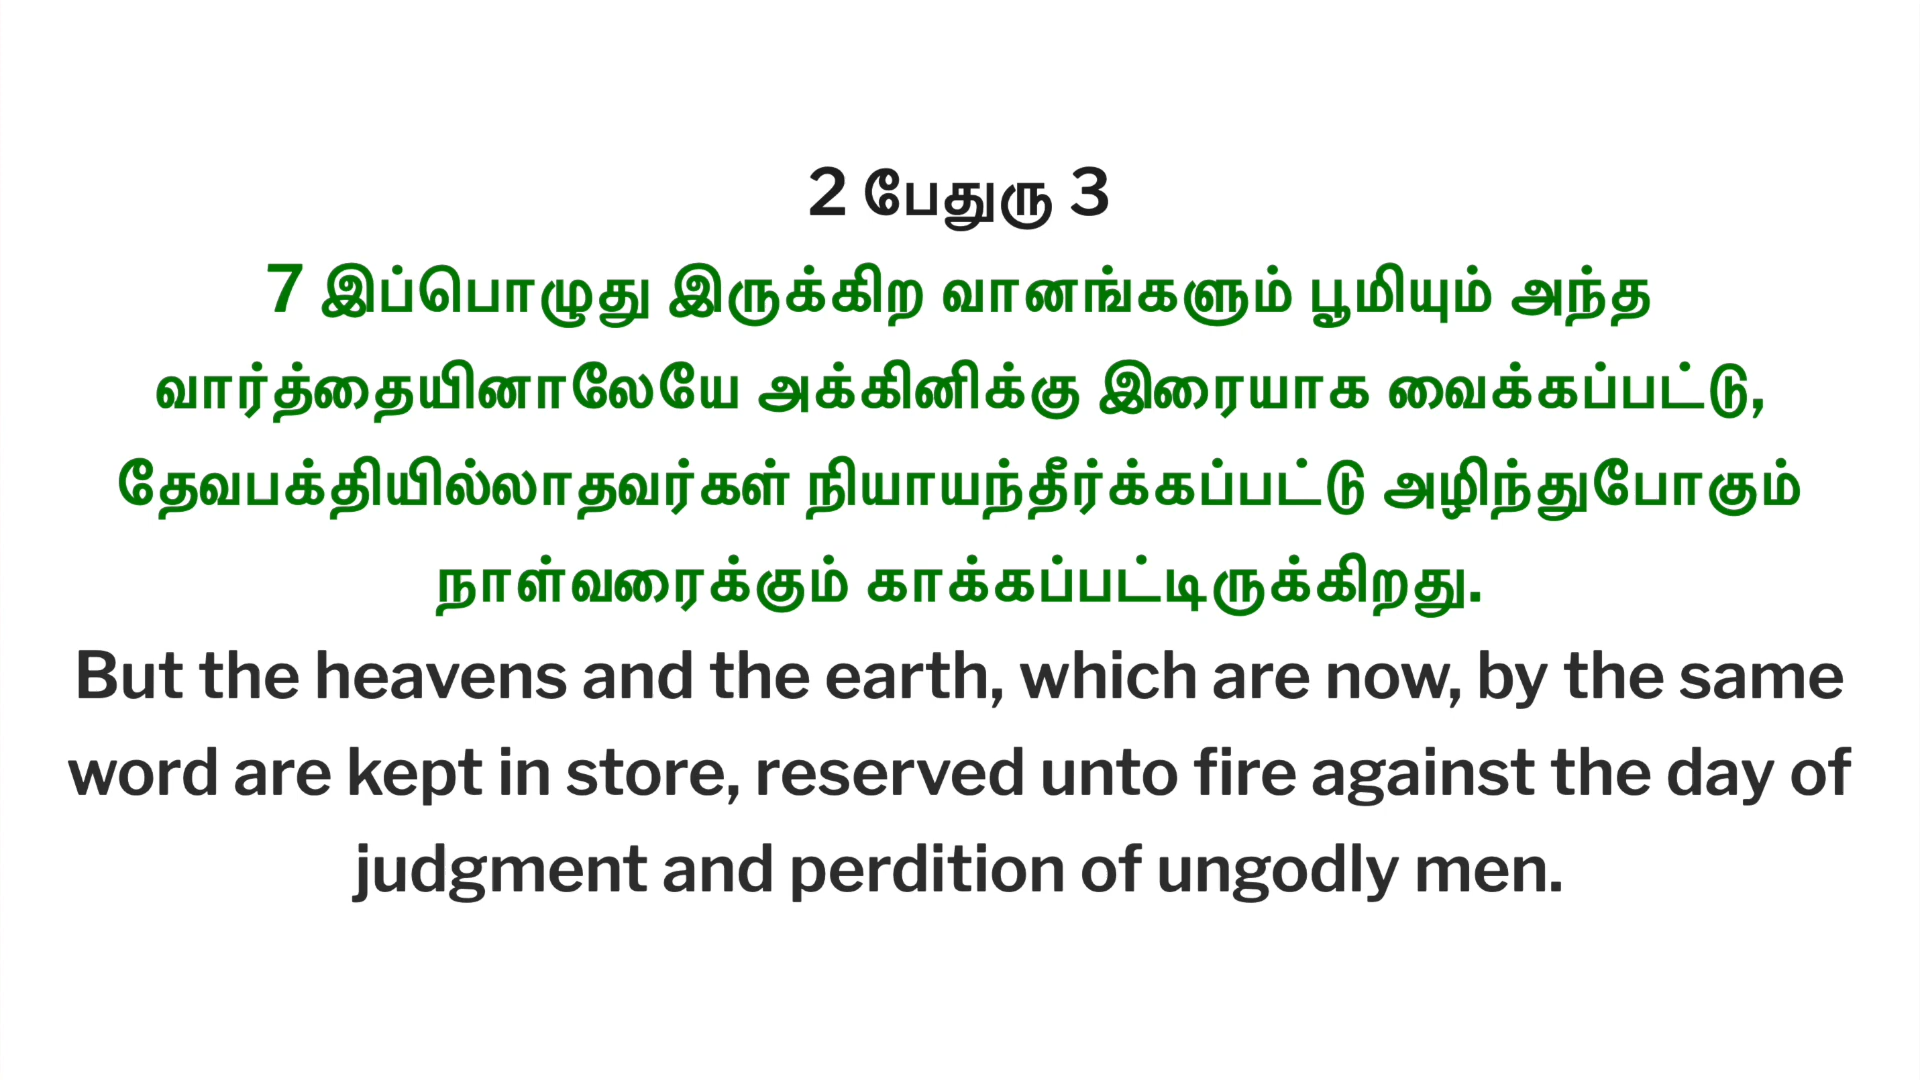 2 பேதுரு 3
7 இப்பொழுது இருக்கிற வானங்களும் பூமியும் அந்த
வார்த்தையினாலேயே அக்கினிக்கு இரையாக வைக்கப்பட்டு,
தேவபக்தியில்லாதவர்கள் நியாயந்தீர்க்கப்பட்டு அழிந்துபோகும்
நாள்வரைக்கும் காக்கப்பட்டிருக்கிறது.
But the heavens and the earth, which are now, by the same
word are kept in store, reserved unto fire against the day of
judgment and perdition of ungodly men.